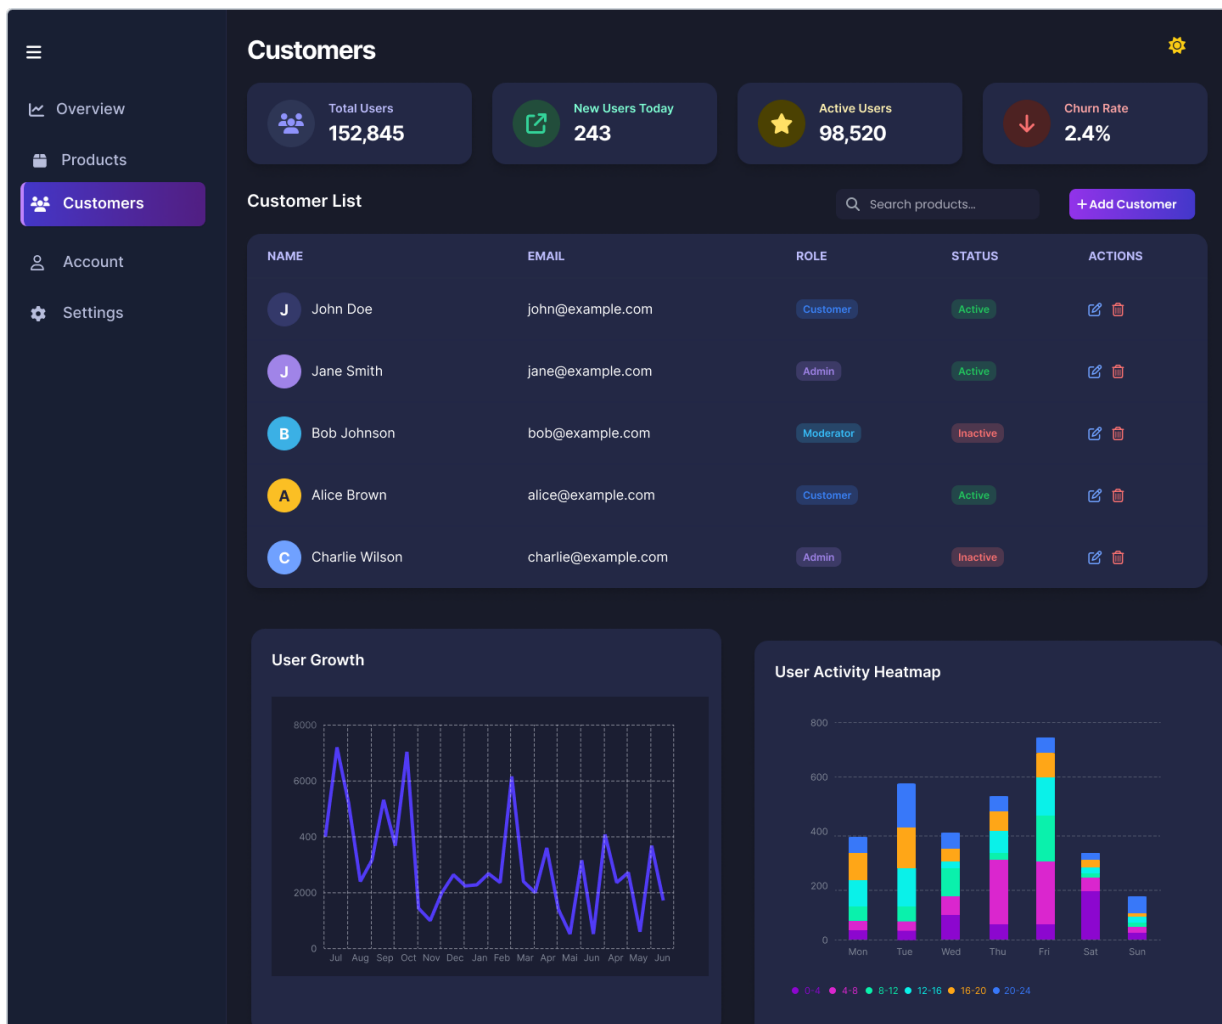 Customers
Overview
Products
Customers
Account
Settings
Total Users
152,845
New Users Today
243
Active Users
98,520
Churn Rate
2.4%
Customer List
Search products...
+ Add Customer
NAME EMAIL ROLE STATUS ACTIONS
J John Doe john@example.com Customer Active
J Jane Smith jane@example.com Admin Active
B Bob Johnson bob@example.com Moderator Inactive
A Alice Brown alice@example.com Customer Active
C Charlie Wilson charlie@example.com Admin Inactive
User Growth
8000
6000
400
2000
0
Jul Aug Sep Oct Nov Dec Jan Feb Mar Apr Mai Jun Apr May Jun
User Activity Heatmap
800
600
400
200
0
Mon Tue Wed Thu Fri Sat Sun
0-4 4-8 8-12 12-16 16-20 20-24